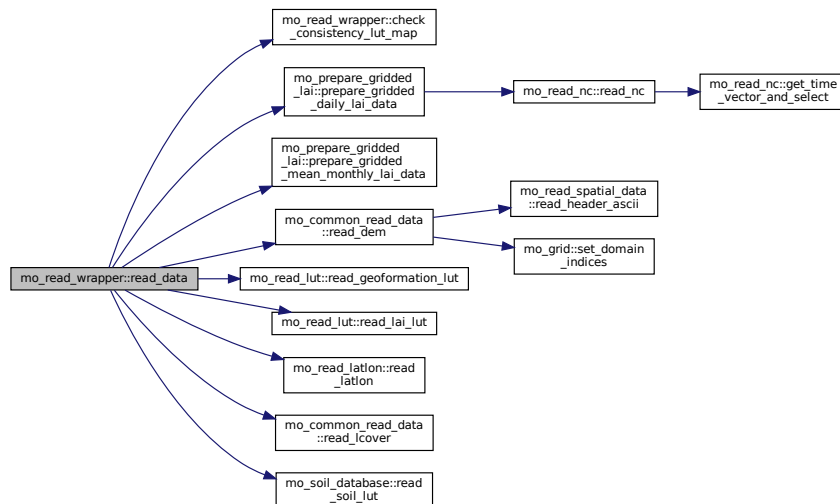 mo_read_wrapper::check
_consistency_lut_map
mo_prepare_gridded
_lai::prepare_gridded
_daily_lai_data
mo_read_nc::read_nc
mo_read_nc::get_time
_vector_and_select
mo_prepare_gridded
_lai::prepare_gridded
_mean_monthly_lai_data
mo_common_read_data
::read_dem
mo_read_spatial_data
::read_header_ascii
mo_grid::set_domain
_indices
mo_read_wrapper::read_data
mo_read_lut::read_geoformation_lut
mo_read_lut::read_lai_lut
mo_read_latlon::read
_latlon
mo_common_read_data
::read_lcover
mo_soil_database::read
_soil_lut